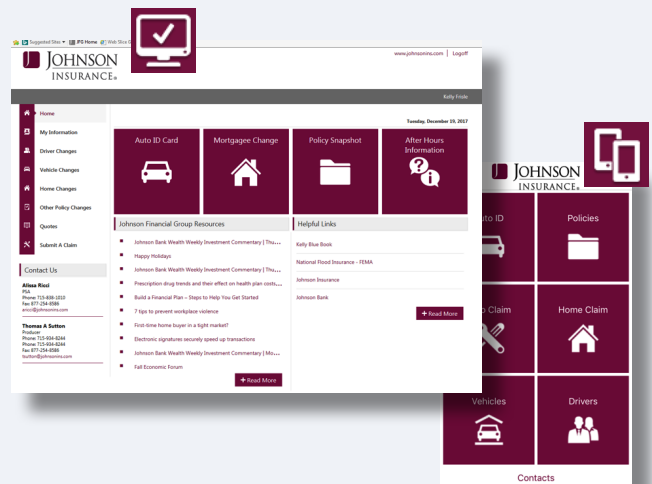 Suggested Sites
JFG Home
Web Slice
JOHNSON
INSURANCE®
www.johnsonins.com | Logoff
Kelly Frisle
Tuesday, December 19, 2017
Home
My Information
Driver Changes
Vehicle Changes
Home Changes
Other Policy Changes
Quotes
Submit A Claim
Contact Us
Alissa Ricci
PSA
Phone: 715-838-1010
Fax: 877-254-8586
aricci@johnsonins.com
Thomas A Sutton
Producer
Phone: 715-934-8244
Phone: 715-934-8244
Fax: 877-254-8586
tsutton@johnsonins.com
Auto ID Card
Mortgagee Change
Policy Snapshot
After Hours
Information
Johnson Financial Group Resources
Johnson Bank Wealth Weekly Investment Commentary | Thu...
Happy Holidays
Johnson Bank Wealth Weekly Investment Commentary | Thu...
Prescription drug trends and their effect on health plan costs...
Build a Financial Plan – Steps to Help You Get Started
7 tips to prevent workplace violence
First-time home buyer in a tight market?
Electronic signatures securely speed up transactions
Johnson Bank Wealth Weekly Investment Commentary | Mo...
Fall Economic Forum
+ Read More
Helpful Links
Kelly Blue Book
National Flood Insurance - FEMA
Johnson Insurance
Johnson Bank
+ Read More
JOHNSON
INSURANCE®
uto ID
Policies
o Claim
Home Claim
Vehicles
Drivers
Contacts